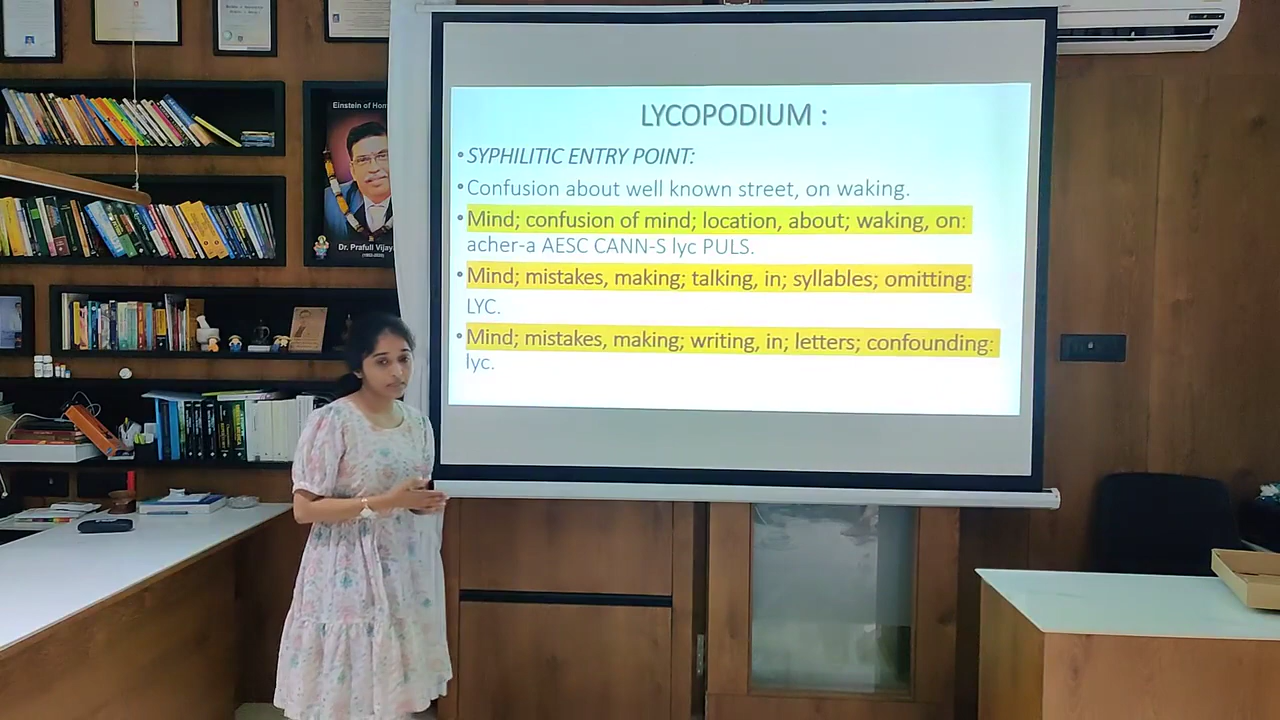 LYCOPODIUM :
•SYPHILITIC ENTRY POINT:
•Confusion about well known street, on waking.
•Mind; confusion of mind; location, about; waking, on:
acher-a AESC CANN-S lyc PULS.
•Mind; mistakes, making; talking, in; syllables; omitting:
LYC.
•Mind; mistakes, making; writing, in; letters; confounding:
lyc.
Einstein of Hom
Dr. Prafull Vijay